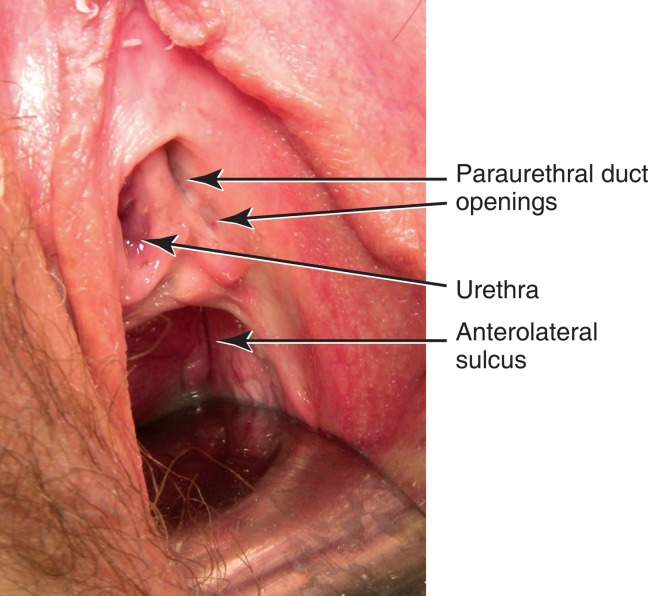 Paraurethral duct
openings
Urethra
Anterolateral
sulcus